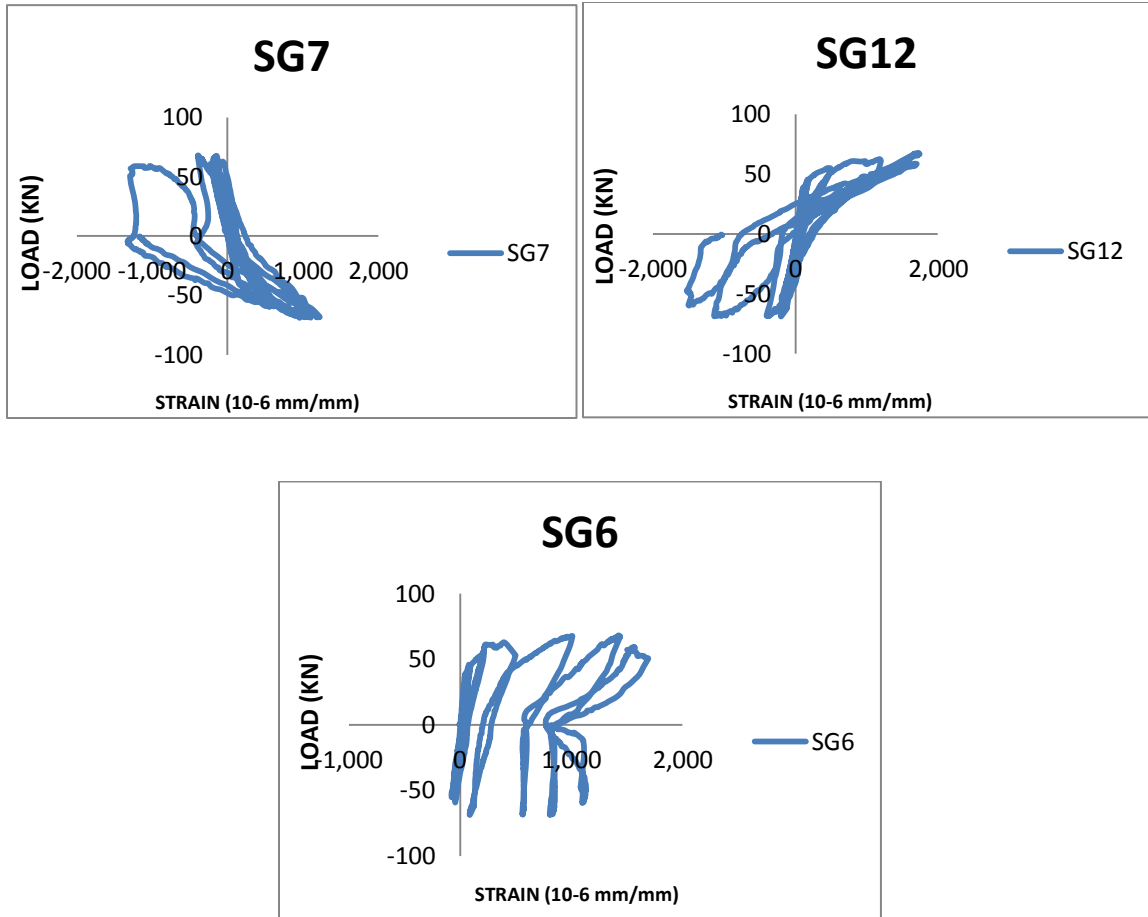 SG7
100
50
0
-50
-100
-2,000 -1,000 0 1,000 2,000
LOAD (KN)
STRAIN (10-6 mm/mm)
SG7
SG12
100
50
0
-50
-100
-2,000 0 2,000
LOAD (KN)
STRAIN (10-6 mm/mm)
SG12
SG6
100
50
0
-50
-100
-1,000 0 1,000 2,000
LOAD (KN)
STRAIN (10-6 mm/mm)
SG6